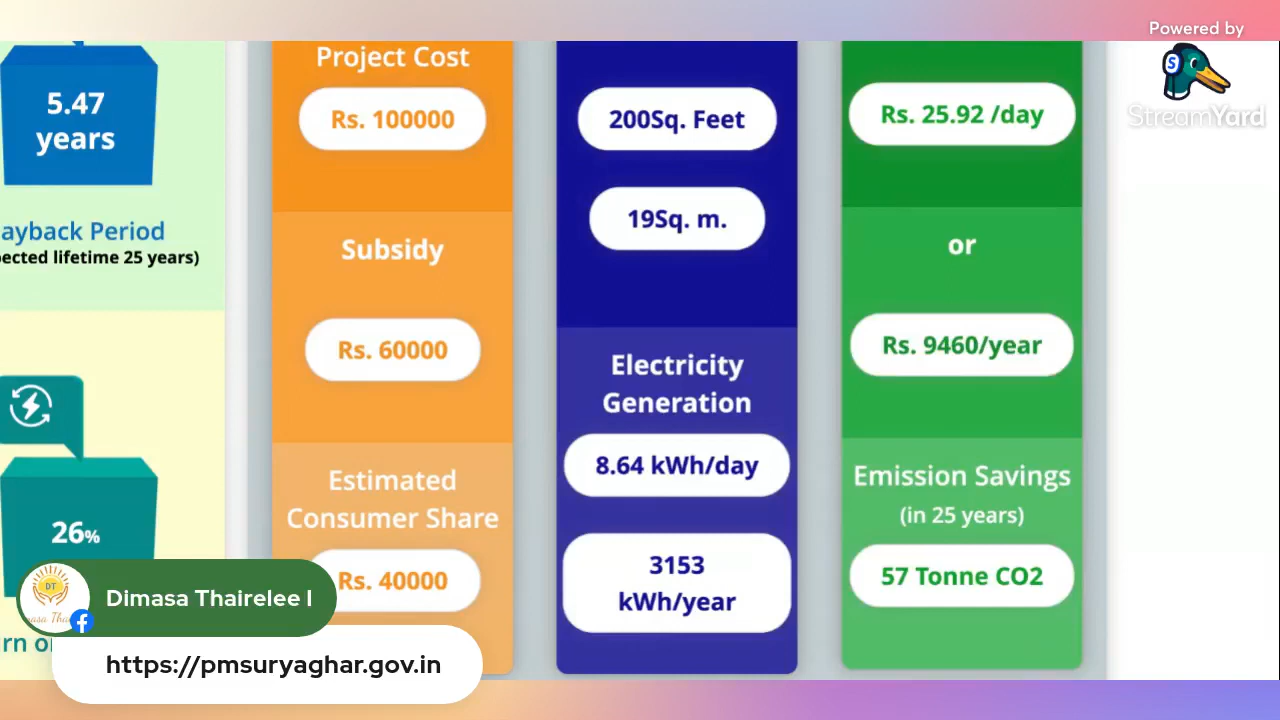 Powered by
StreamYard
5.47
years
ayback Period
ected lifetime 25 years)
26%
Project Cost
Rs. 100000
Subsidy
Rs. 60000
Estimated
Consumer Share
Rs. 40000
200Sq. Feet
19Sq. m.
Electricity
Generation
8.64 kWh/day
3153
kWh/year
Rs. 25.92 /day
or
Rs. 9460/year
Emission Savings
(in 25 years)
57 Tonne CO2
DT
Dimasa Thairelee I
https://pmsuryaghar.gov.in